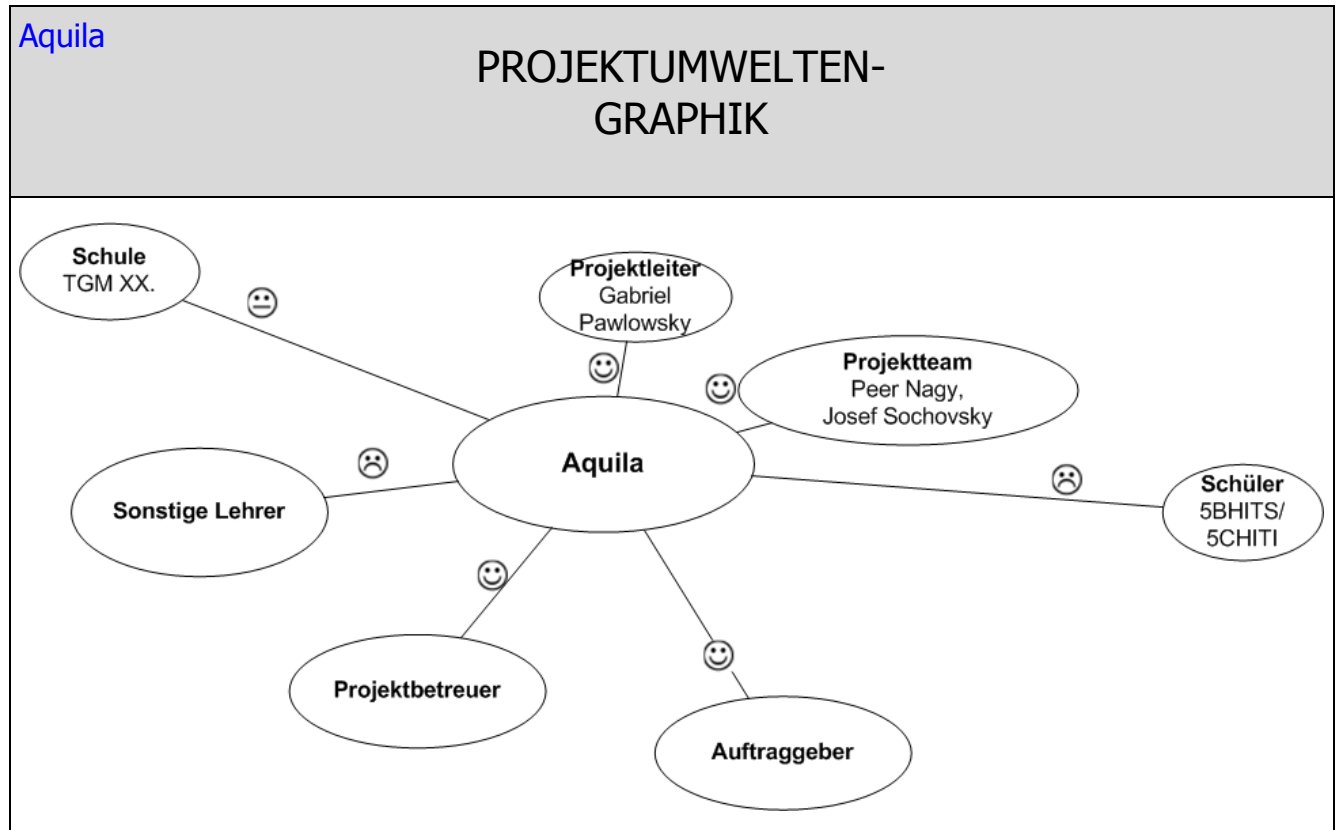 Aquila
PROJEKTUMWELTEN-
GRAPHIK
Schule
TGM XX.
Projektleiter
Gabriel
Pawlowsky
Projektteam
Peer Nagy,
Josef Sochovsky
Aquila
Sonstige Lehrer
Schüler
5BHITS/
5CHITI
Projektbetreuer
Auftraggeber